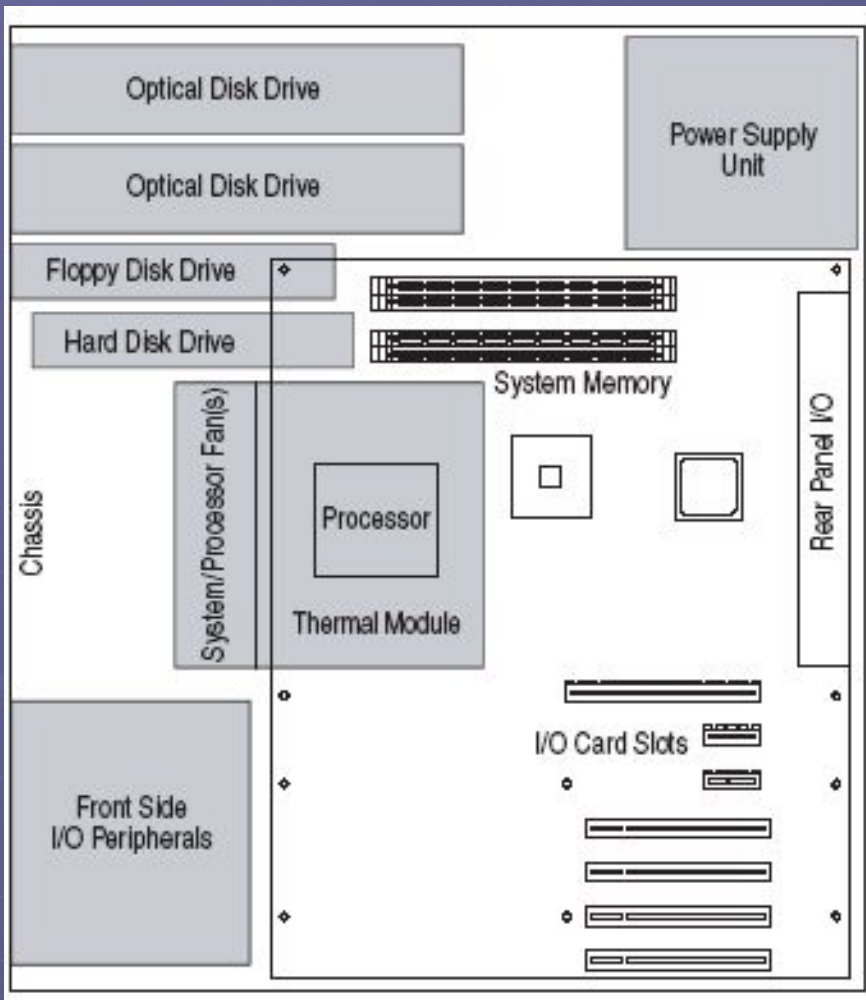 Optical Disk Drive
Power Supply
Unit
Optical Disk Drive
Floppy Disk Drive
Hard Disk Drive
System Memory
System/Processor Fan(s)
Rear Panel I/O
Chassis
Processor
Thermal Module
I/O Card Slots
Front Side
I/O Peripherals